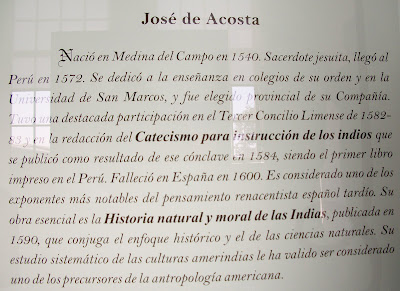 José de Acosta
Nació en Medina del Campo en 1540. Sacerdote jesuita, llegó al
Perú en 1572. Se dedicó a la enseñanza en colegios de su orden y en la
Universidad de San Marcos, y fue elegido provincial de su Compañía.
Tuvo una destacada participación en el Tercer Concilio Limense de 1582-
83 y en la redacción del Catecismo para instrucción de los indios que
se publicó como resultado de ese cónclave en 1584, siendo el primer libro
impreso en el Perú. Falleció en España en 1600. Es considerado uno de los
exponentes más notables del pensamiento renacentista español tardío. Su
obra esencial es la Historia natural y moral de las Indias, publicada en
1590, que conjuga el enfoque histórico y el de las ciencias naturales. Su
estudio sistemático de las culturas amerindias le ha valido ser considerado
uno de los precursores de la antropología americana.